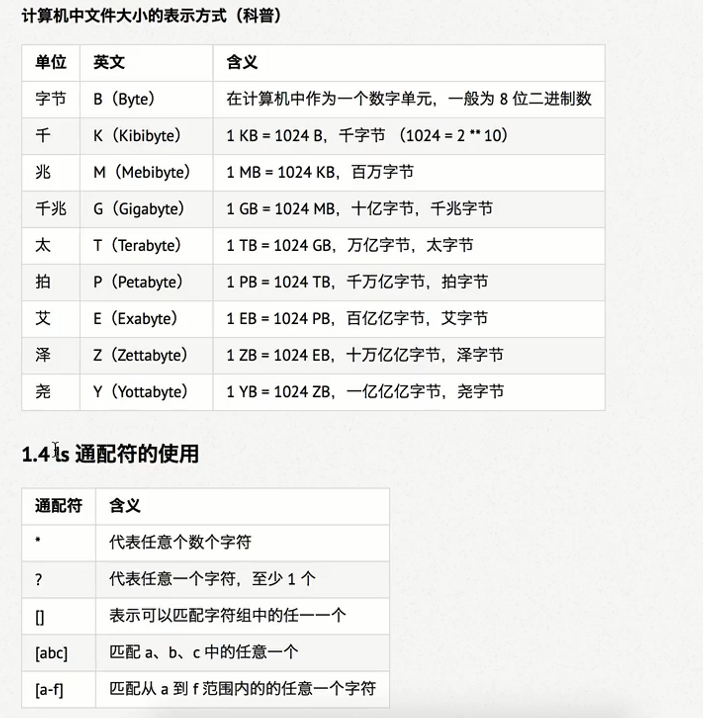 计算机中文件大小的表示方式（科普）
单位 英文 含义
字节 B（Byte） 在计算机中作为一个数字单元，一般为 8 位二进制数
千 K（Kibibyte） 1 KB = 1024 B，千字节 （1024 = 2 ** 10）
兆 M（Mebibyte） 1 MB = 1024 KB，百万字节
千兆 G（Gigabyte） 1 GB = 1024 MB，十亿字节，千兆字节
太 T（Terabyte） 1 TB = 1024 GB，万亿字节，太字节
拍 P（Petabyte） 1 PB = 1024 TB，千万亿字节，拍字节
艾 E（Exabyte） 1 EB = 1024 PB，百亿亿字节，艾字节
泽 Z（Zettabyte） 1 ZB = 1024 EB，十万亿亿字节，泽字节
尧 Y（Yottabyte） 1 YB = 1024 ZB，一亿亿亿字节，尧字节
1.4 ls 通配符的使用
通配符 含义
* 代表任意个数个字符
? 代表任意一个字符，至少 1 个
[] 表示可以匹配字符组中的任一一个
[abc] 匹配 a、b、c 中的任意一个
[a-f] 匹配从 a 到 f 范围内的的任意一个字符